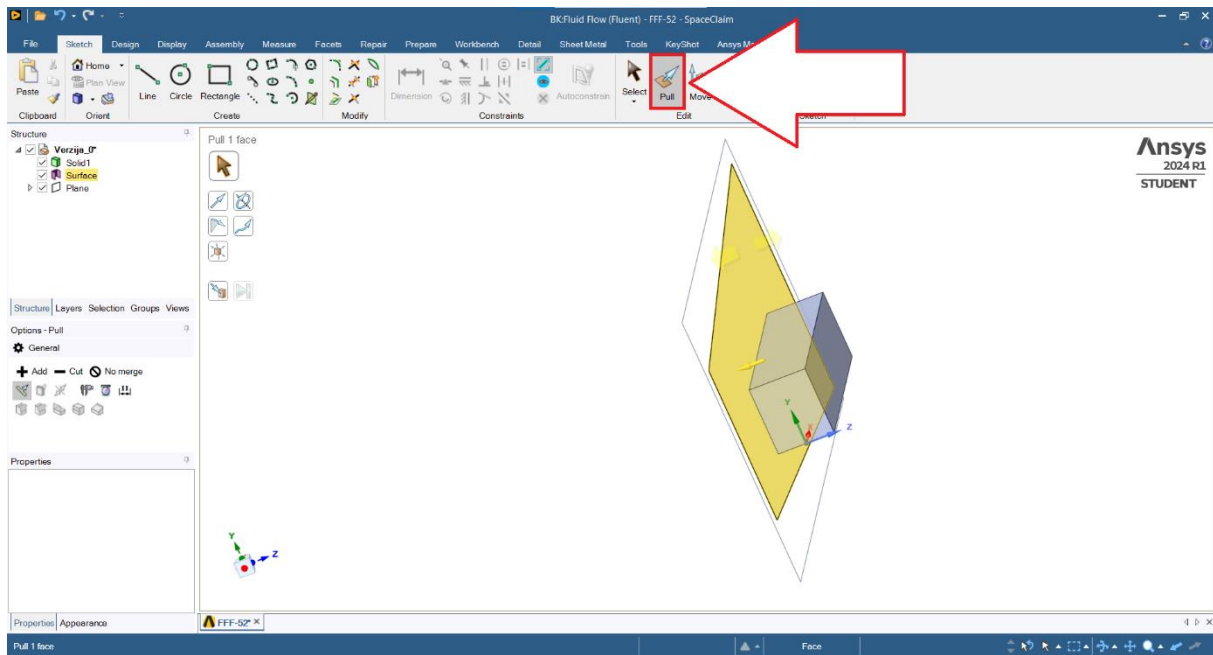 BK:Fluid Flow (Fluent) - FFF-52 - SpaceClaim
File Sketch Design Display Assembly Measure Facets Repair Prepare Workbench Detail Sheet Metal Tools KeyShot
Paste
Home
Plan View
Line Circle Rectangle
Dimension
Autoconstrain
Select Pull
Clipboard Orient Create Modify Constraints Edit
Structure
Verzija_0*
Solid1
Surface
Plane
Structure Layers Selection Groups Views
Options - Pull
General
Add Cut No merge
Properties
Properties Appearance
Pull 1 face
Ansys
2024 R1
STUDENT
Y
X
Z
Y
Z
FFF-52*
Pull 1 face Face